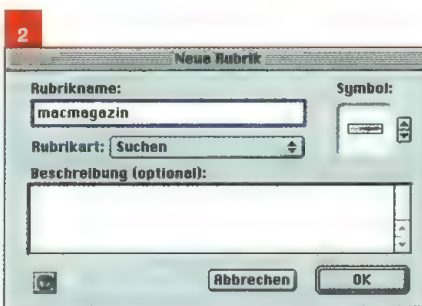 2
Neue Rubrik
Rubrikname:
Symbol:
macmagazin
Rubrikart: Suchen
Beschreibung (optional):
Abbrechen
OK